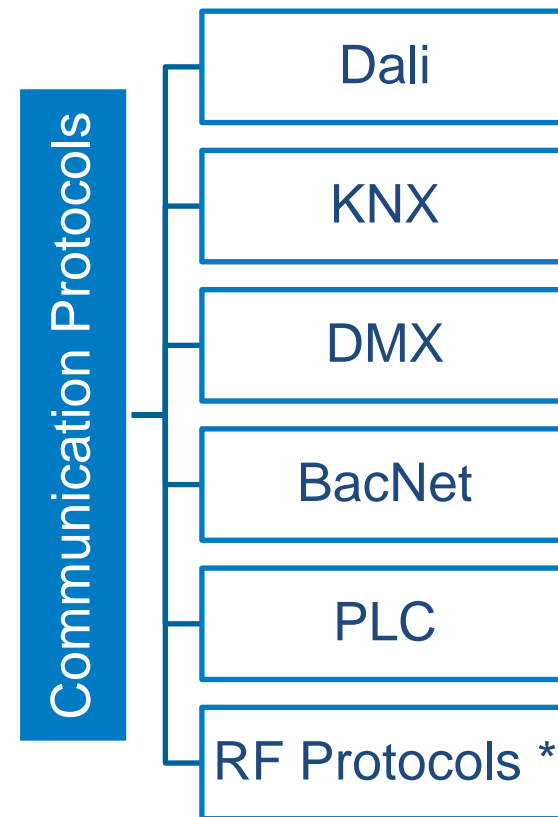 Communication Protocols
Dali
KNX
DMX
BacNet
PLC
RF Protocols *